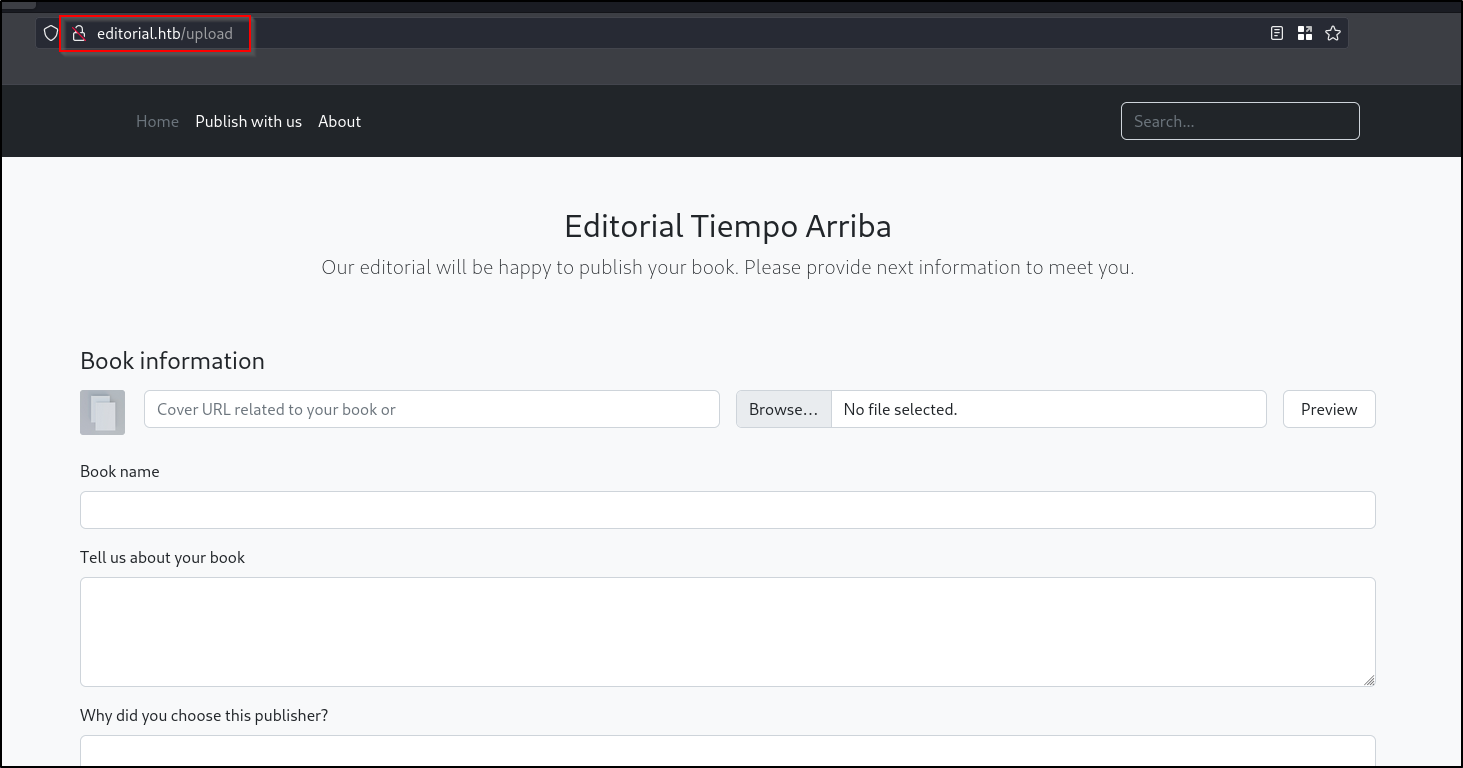 editorial.htb/upload
Home Publish with us About Search...
Editorial Tiempo Arriba
Our editorial will be happy to publish your book. Please provide next information to meet you.
Book information
Cover URL related to your book or Browse... No file selected. Preview
Book name
Tell us about your book
Why did you choose this publisher?